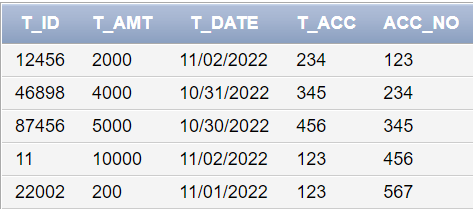 T_ID T_AMT T_DATE T_ACC ACC_NO
12456 2000 11/02/2022 234 123
46898 4000 10/31/2022 345 234
87456 5000 10/30/2022 456 345
11 10000 11/02/2022 123 456
22002 200 11/01/2022 123 567